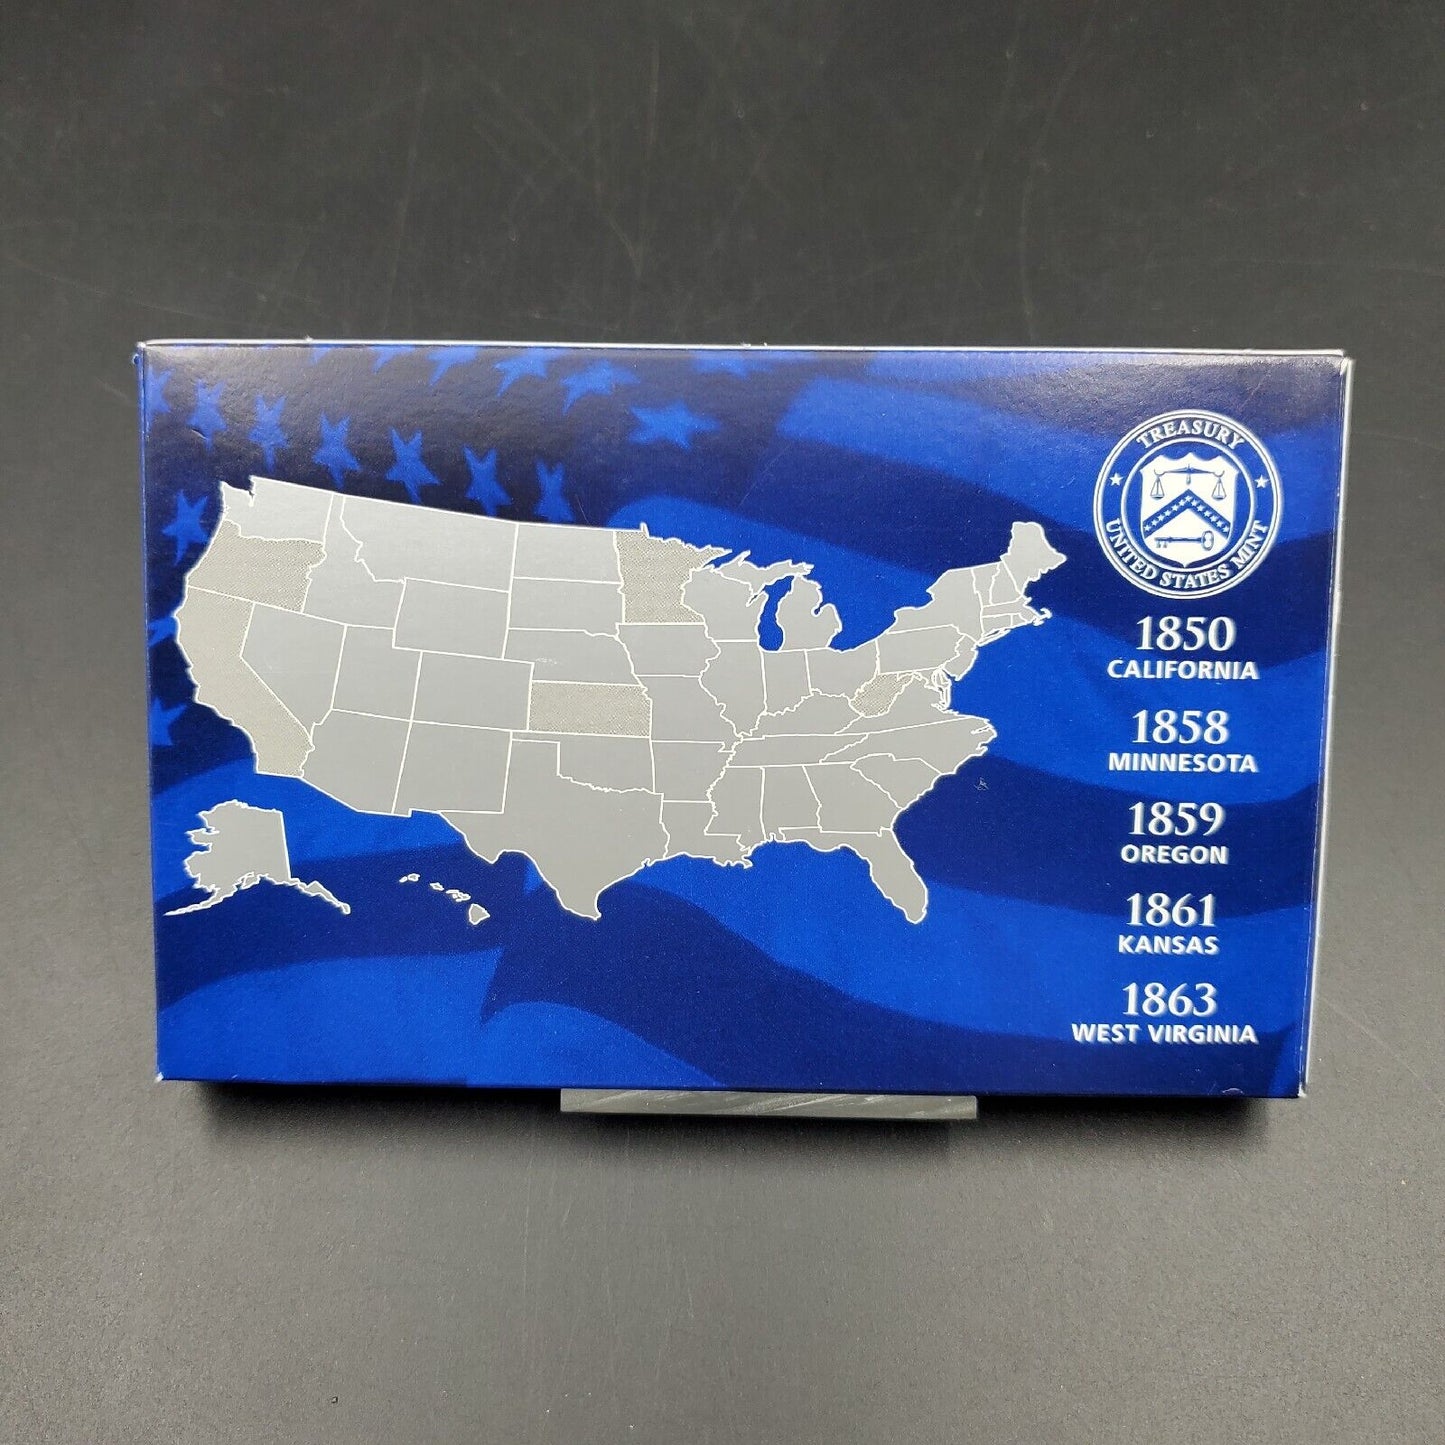 TREASURY
UNITED STATES MINT
1850
CALIFORNIA
1858
MINNESOTA
1859
OREGON
1861
KANSAS
1863
WEST VIRGINIA